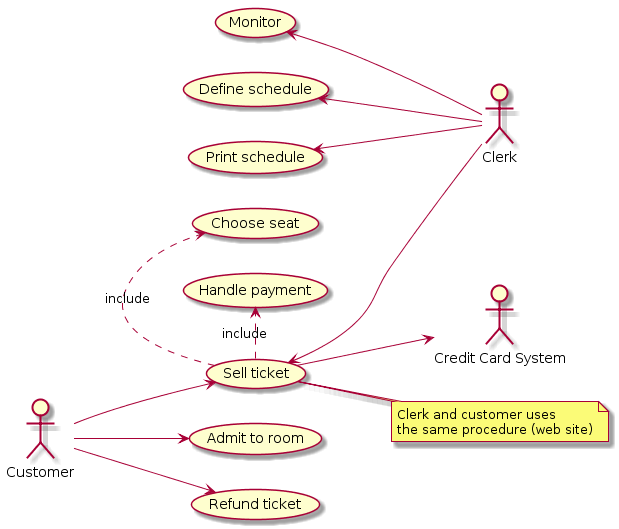 Monitor
Define schedule
Clerk
Print schedule
Choose seat
Handle payment
include
include
Sell ticket
Credit Card System
Clerk and customer uses
the same procedure (web site)
Admit to room
Customer
Refund ticket